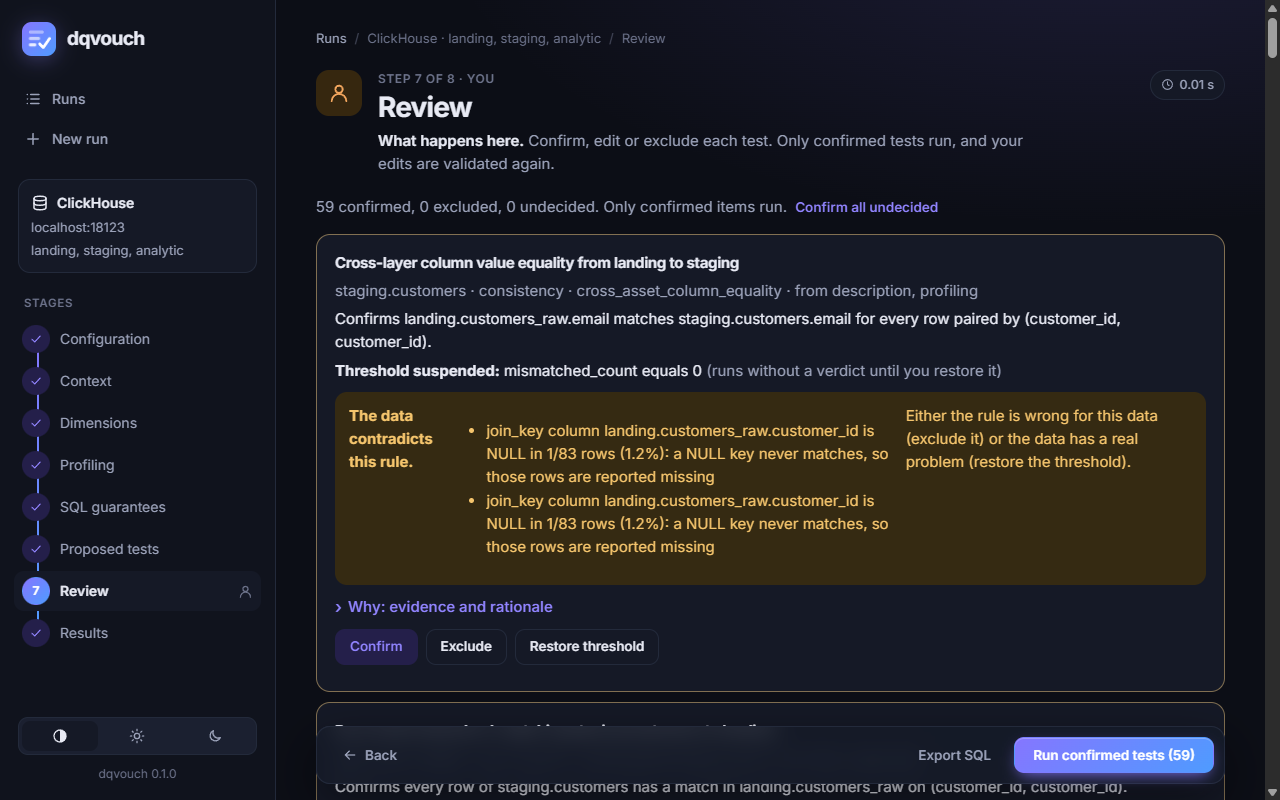 dqvouch
Runs
New run
ClickHouse
localhost:18123
landing, staging, analytic
STAGES
Configuration
Context
Dimensions
Profiling
SQL guarantees
Proposed tests
7 Review
Results
dqvouch 0.1.0
Runs / ClickHouse · landing, staging, analytic / Review
STEP 7 OF 8 · YOU
0.01 s
Review
What happens here. Confirm, edit or exclude each test. Only confirmed tests run, and your
edits are validated again.
59 confirmed, 0 excluded, 0 undecided. Only confirmed items run. Confirm all undecided
Cross-layer column value equality from landing to staging
staging.customers · consistency · cross_asset_column_equality · from description, profiling
Confirms landing.customers_raw.email matches staging.customers.email for every row paired by (customer_id,
customer_id).
Threshold suspended: mismatched_count equals 0 (runs without a verdict until you restore it)
The data
contradicts
this rule.
• join_key column landing.customers_raw.customer_id is
NULL in 1/83 rows (1.2%): a NULL key never matches, so
those rows are reported missing
• join_key column landing.customers_raw.customer_id is
NULL in 1/83 rows (1.2%): a NULL key never matches, so
those rows are reported missing
Either the rule is wrong for this data
(exclude it) or the data has a real
problem (restore the threshold).
› Why: evidence and rationale
Confirm Exclude Restore threshold
← Back Export SQL Run confirmed tests (59)
Confirms every row of staging.customers has a match in landing.customers_raw on (customer_id, customer_id).